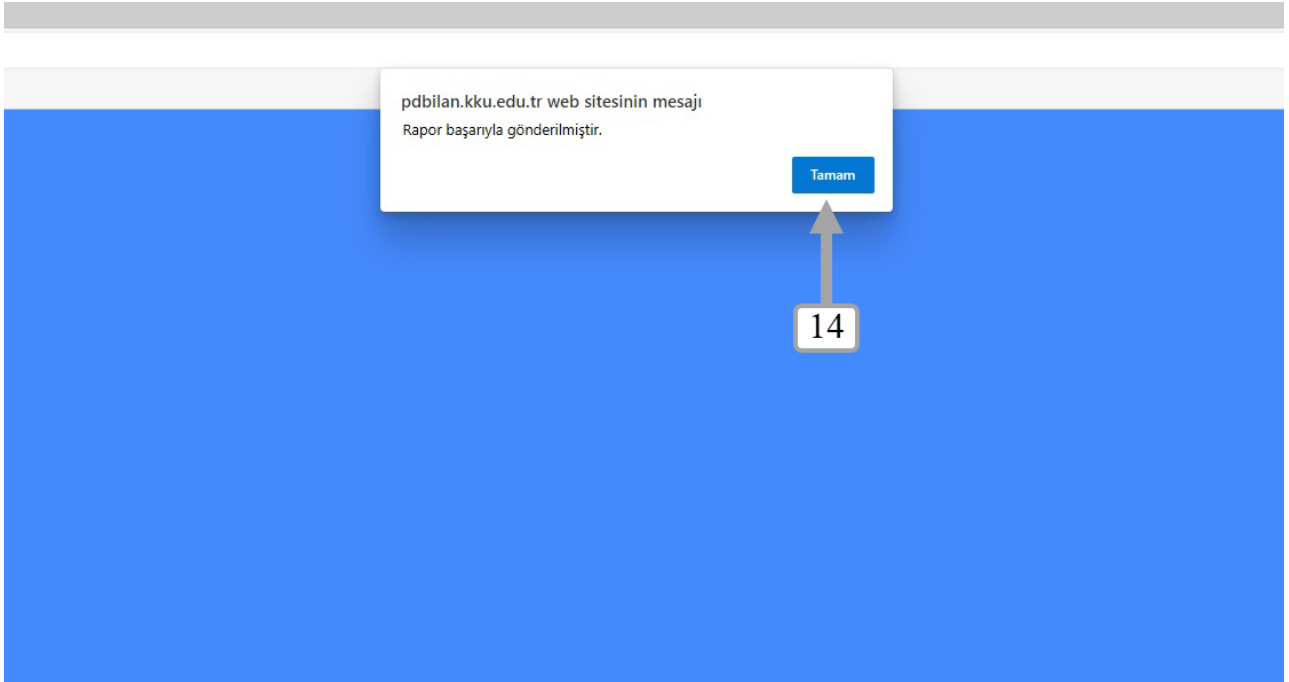 pdbilan.kku.edu.tr web sitesinin mesajı
Rapor başarıyla gönderilmiştir.
Tamam
14